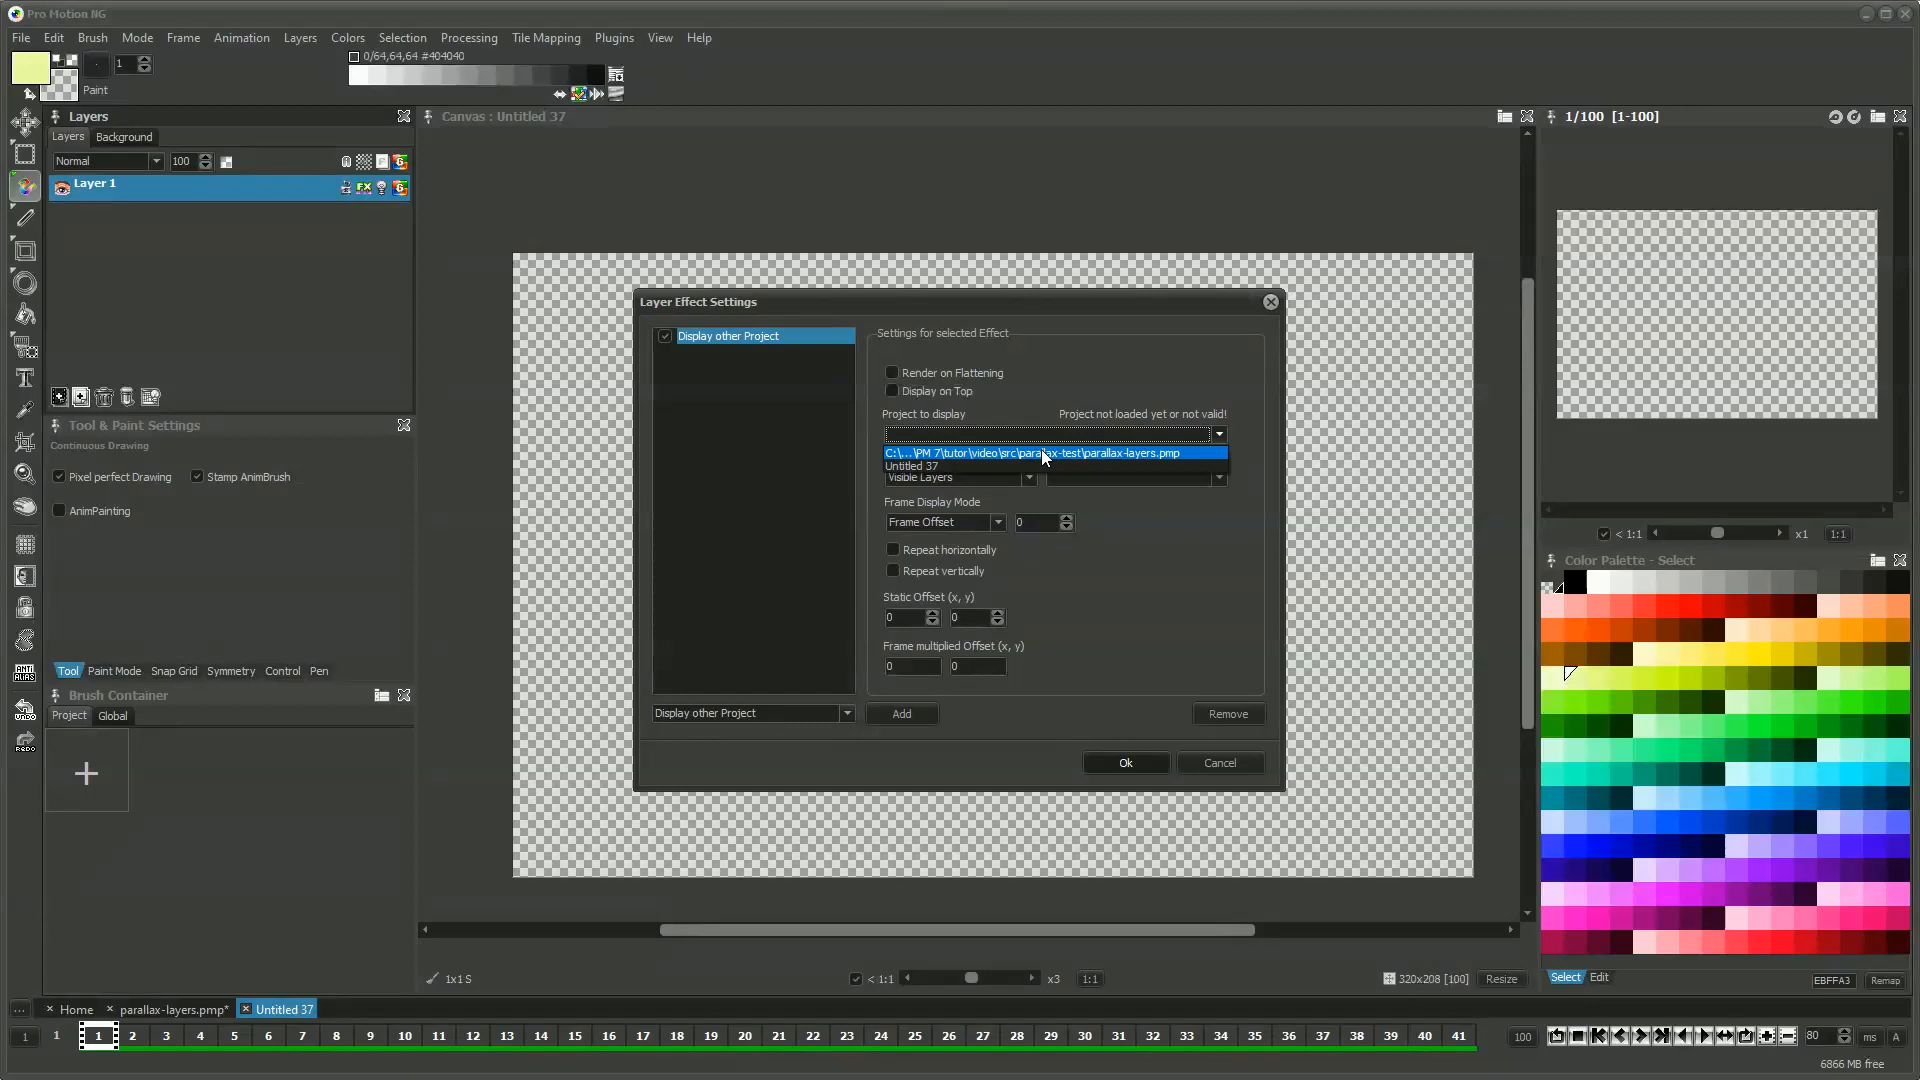 Pro Motion NG
File Edit Brush Mode Frame Animation Layers Colors Selection Processing Tile Mapping Plugins View Help
1
0/64,64,64 #404040
Paint
Layers
Layers Background
Normal 100
Layer 1
Tool & Paint Settings
Continuous Drawing
Pixel perfect Drawing Stamp AnimBrush
AnimPainting
ANTI
ALIAS
Tool Paint Mode Snap Grid Symmetry Control Pen
Brush Container
Project Global
UNDO
REDO
Canvas : Untitled 37
Layer Effect Settings
Display other Project
Settings for selected Effect
Render on Flattening
Display on Top
Project to display Project not loaded yet or not valid!
C:\...\PM 7\tutor\video\src\parallax-test\parallax-layers.pmp
Untitled 37
Visible Layers
Frame Display Mode
Frame Offset 0
Repeat horizontally
Repeat vertically
Static Offset (x, y)
0 0
Frame multiplied Offset (x, y)
0 0
Display other Project Add Remove
Ok Cancel
1x1 S < 1:1 x3 1:1 320x208 [100] Resize
1/100 [1-100]
< 1:1 x1 1:1
Color Palette - Select
Select Edit EBFFA3 Remap
... Home parallax-layers.pmp* Untitled 37
1 1 1 2 3 4 5 6 7 8 9 10 11 12 13 14 15 16 17 18 19 20 21 22 23 24 25 26 27 28 29 30 31 32 33 34 35 36 37 38 39 40 41 100 80 ms A
6866 MB free